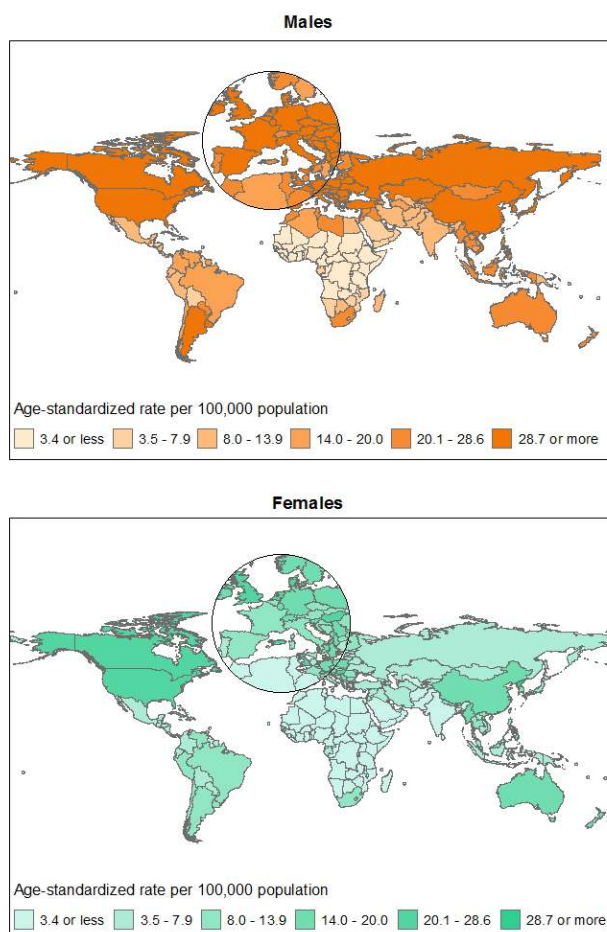 Males
Age-standardized rate per 100,000 population
3.4 or less 3.5 - 7.9 8.0 - 13.9 14.0 - 20.0 20.1 - 28.6 28.7 or more
Females
Age-standardized rate per 100,000 population
3.4 or less 3.5 - 7.9 8.0 - 13.9 14.0 - 20.0 20.1 - 28.6 28.7 or more